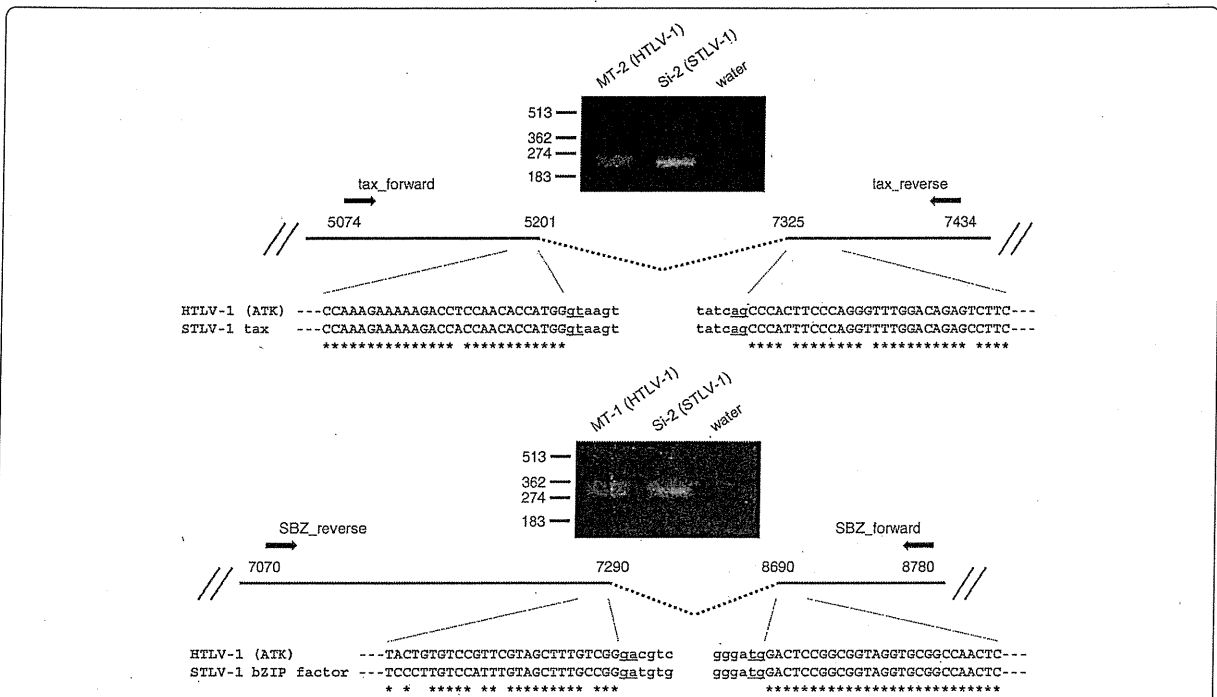 MT-2 (HTLV-1)
Si-2 (STLV-1)
water
513
362
274
183
tax_forward
tax_reverse
5074 5201 7325 7434
HTLV-1 (ATK) ---CCAAAGAAAAAGACCTCCAACACCATGGgtaagt tatcagCCCACTTCCCAGGGTTTGGACAGAGTCTTC---
STLV-1 tax ---CCAAAGAAAAAGACCACCAACACCATGGgtaagt tatcagCCCATTTCCCAGGTTTTGGACAGAGCCTTC---
***************** ************ **** ******** ************ ****
MT-1 (HTLV-1)
Si-2 (STLV-1)
water
513
362
274
183
SBZ_reverse
SBZ_forward
7070 7290 8690 8780
HTLV-1 (ATK) ---TACTGTGTCCGTTCGTAGCTTTGTCGGgacgtc gggatgGACTCCGGCGGTAGGTGCGGCCAACTC---
STLV-1 bZIP factor ---TCCCTTGTCCATTTGTAGCTTTGCCGGgatgtg gggatgGACTCCGGCGGTAGGTGCGGCCAACTC---
* * ***** ** ********* *** ***************************